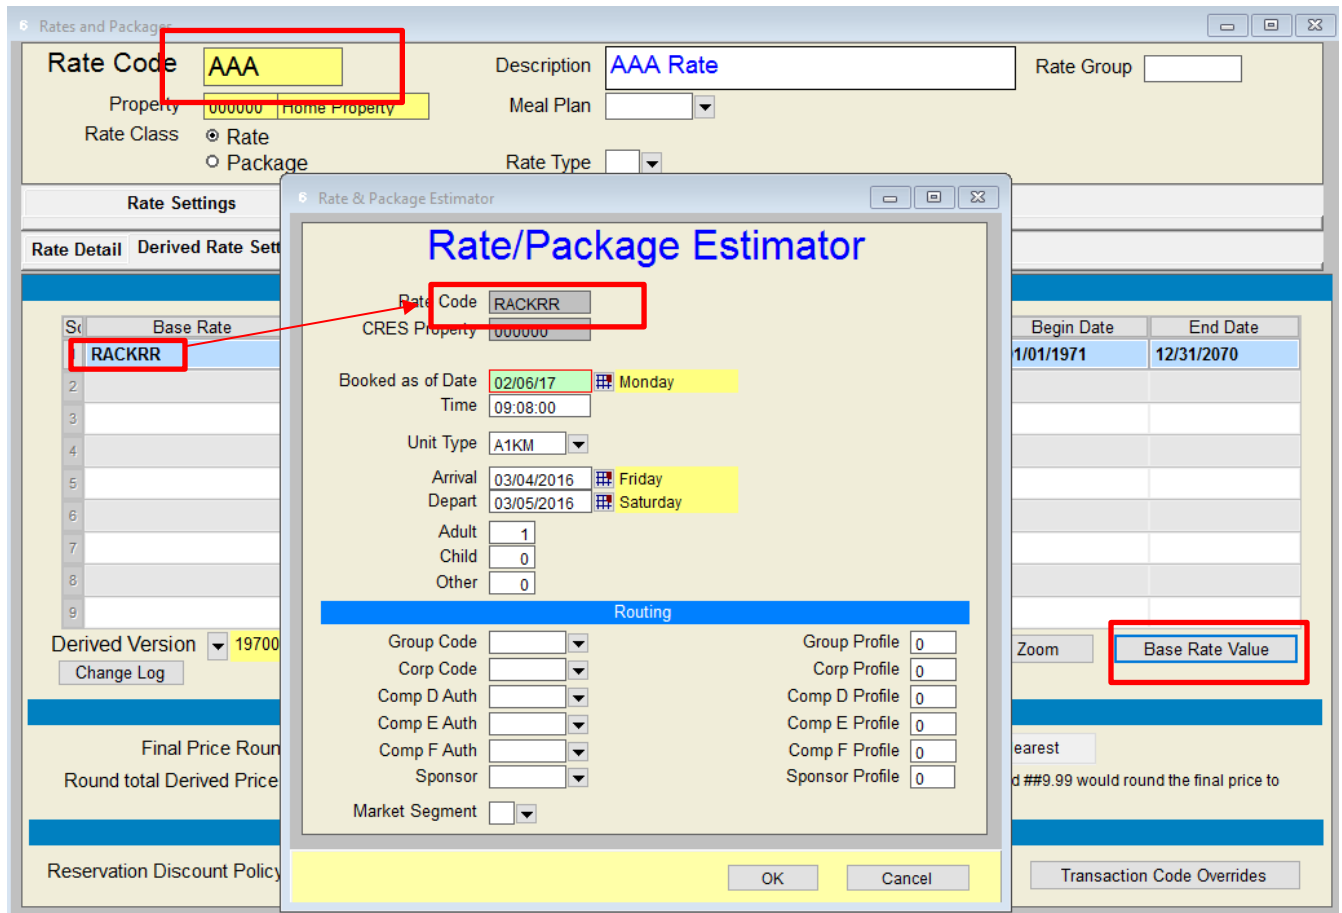 Rates and Packages
Rate Code AAA Description AAA Rate Rate Group
Property 000000 Home Property Meal Plan
Rate Class Rate
Package Rate Type
Rate Settings
Rate & Package Estimator
Rate Detail Derived Rate Sett
Rate/Package Estimator
Rate Code RACKRR
CRES Property 000000
Base Rate Begin Date End Date
1 RACKRR 01/01/1971 12/31/2070
2
3
4
5
6
7
8
9
Booked as of Date 02/06/17 Monday
Time 09:08:00
Unit Type A1KM
Arrival 03/04/2016 Friday
Depart 03/05/2016 Saturday
Adult 1
Child 0
Other 0
Routing
Group Code Group Profile 0
Corp Code Corp Profile 0
Comp D Auth Comp D Profile 0
Comp E Auth Comp E Profile 0
Comp F Auth Comp F Profile 0
Sponsor Sponsor Profile 0
Market Segment
OK Cancel
Derived Version 19700 Zoom Base Rate Value
Change Log
Final Price Roun earest
Round total Derived Price d ##9.99 would round the final price to
Reservation Discount Policy Transaction Code Overrides